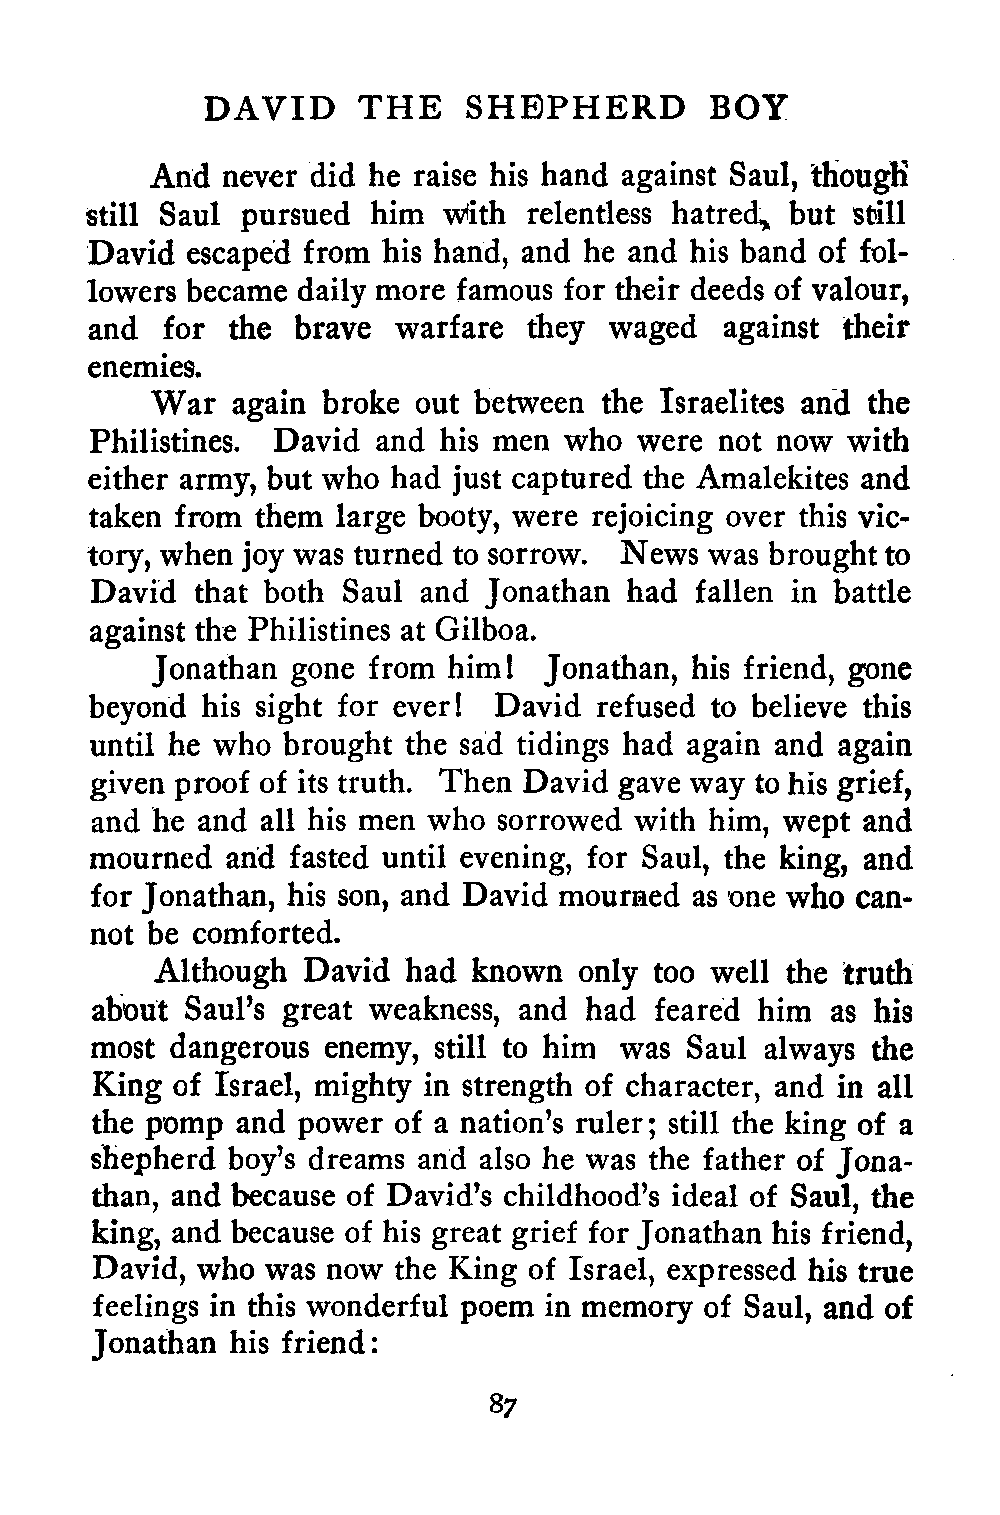 DAVID THE SHEPHERD BOY
And never did he raise his hand against Saul, though
still Saul pursued him with relentless hatred, but still
David escaped from his hand, and he and his band of fol-
lowers became daily more famous for their deeds of valour,
and for the brave warfare they waged against their
enemies.
War again broke out between the Israelites and the
Philistines. David and his men who were not now with
either army, but who had just captured the Amalekites and
taken from them large booty, were rejoicing over this vic-
tory, when joy was turned to sorrow. News was brought to
David that both Saul and Jonathan had fallen in battle
against the Philistines at Gilboa.
Jonathan gone from him! Jonathan, his friend, gone
beyond his sight for ever! David refused to believe this
until he who brought the sad tidings had again and again
given proof of its truth. Then David gave way to his grief,
and he and all his men who sorrowed with him, wept and
mourned and fasted until evening, for Saul, the king, and
for Jonathan, his son, and David mourned as one who can-
not be comforted.
Although David had known only too well the truth
about Saul's great weakness, and had feared him as his
most dangerous enemy, still to him was Saul always the
King of Israel, mighty in strength of character, and in all
the pomp and power of a nation's ruler; still the king of a
shepherd boy's dreams and also he was the father of Jona-
than, and because of David's childhood's ideal of Saul, the
king, and because of his great grief for Jonathan his friend,
David, who was now the King of Israel, expressed his true
feelings in this wonderful poem in memory of Saul, and of
Jonathan his friend:
87